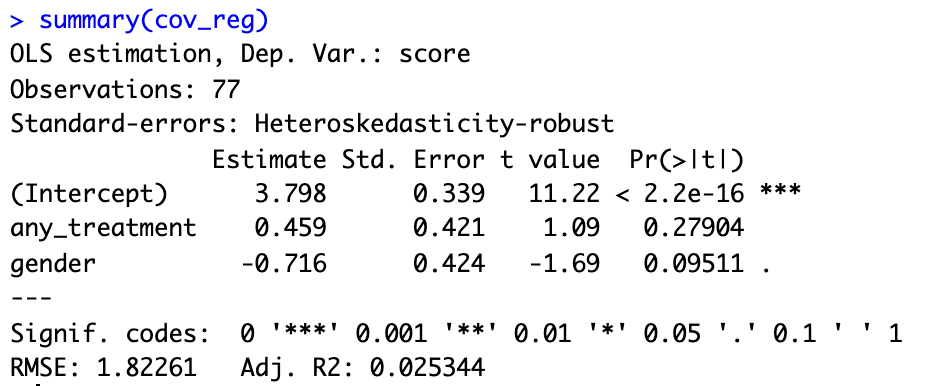 > summary(cov_reg)
OLS estimation, Dep. Var.: score
Observations: 77
Standard-errors: Heteroskedasticity-robust
              Estimate Std. Error t value  Pr(>|t|)
(Intercept)      3.798      0.339   11.22 < 2.2e-16 ***
any_treatment    0.459      0.421    1.09   0.27904
gender          -0.716      0.424   -1.69   0.09511 .
---
Signif. codes:  0 '***' 0.001 '**' 0.01 '*' 0.05 '.' 0.1 ' ' 1
RMSE: 1.82261   Adj. R2: 0.025344